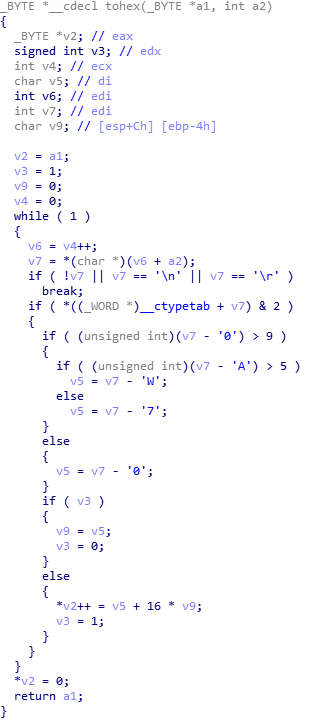 _BYTE *__cdecl tohex(_BYTE *a1, int a2)
{
  _BYTE *v2; // eax
  signed int v3; // edx
  int v4; // ecx
  char v5; // di
  int v6; // edi
  int v7; // edi
  char v9; // [esp+Ch] [ebp-4h]

  v2 = a1;
  v3 = 1;
  v9 = 0;
  v4 = 0;
  while ( 1 )
  {
    v6 = v4++;
    v7 = *(char *)(v6 + a2);
    if ( !v7 || v7 == '\n' || v7 == '\r' )
      break;
    if ( *((_WORD *)__ctypetab + v7) & 2 )
    {
      if ( (unsigned int)(v7 - '0') > 9 )
      {
        if ( (unsigned int)(v7 - 'A') > 5 )
          v5 = v7 - 'W';
        else
          v5 = v7 - '7';
      }
      else
      {
        v5 = v7 - '0';
      }
      if ( v3 )
      {
        v9 = v5;
        v3 = 0;
      }
      else
      {
        *v2++ = v5 + 16 * v9;
        v3 = 1;
      }
    }
  }
  *v2 = 0;
  return a1;
}